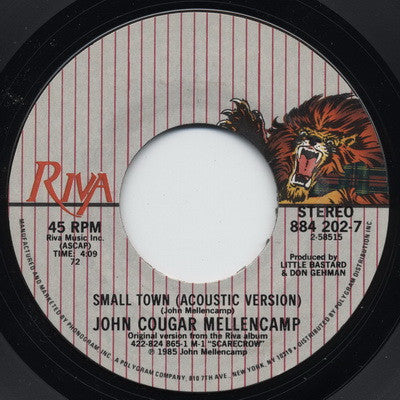 RIVA
45 RPM
Riva Music Inc.
(ASCAP)
TIME: 4:09
72
STEREO
884 202-7
2-58515
Produced by
LITTLE BASTARD
& DON GEHMAN
SMALL TOWN (ACOUSTIC VERSION)
(John Mellencamp)
JOHN COUGAR MELLENCAMP
Original version from the Riva album
422-824 865-1 M-1 "SCARECROW"
℗ 1985 John Mellencamp
MANUFACTURED AND MARKETED BY POLYGRAM
A POLYGRAM COMPANY 810 7TH AVE., NEW YORK, NY 10019
DISTRIBUTED BY POLYGRAM DISTRIBUTION